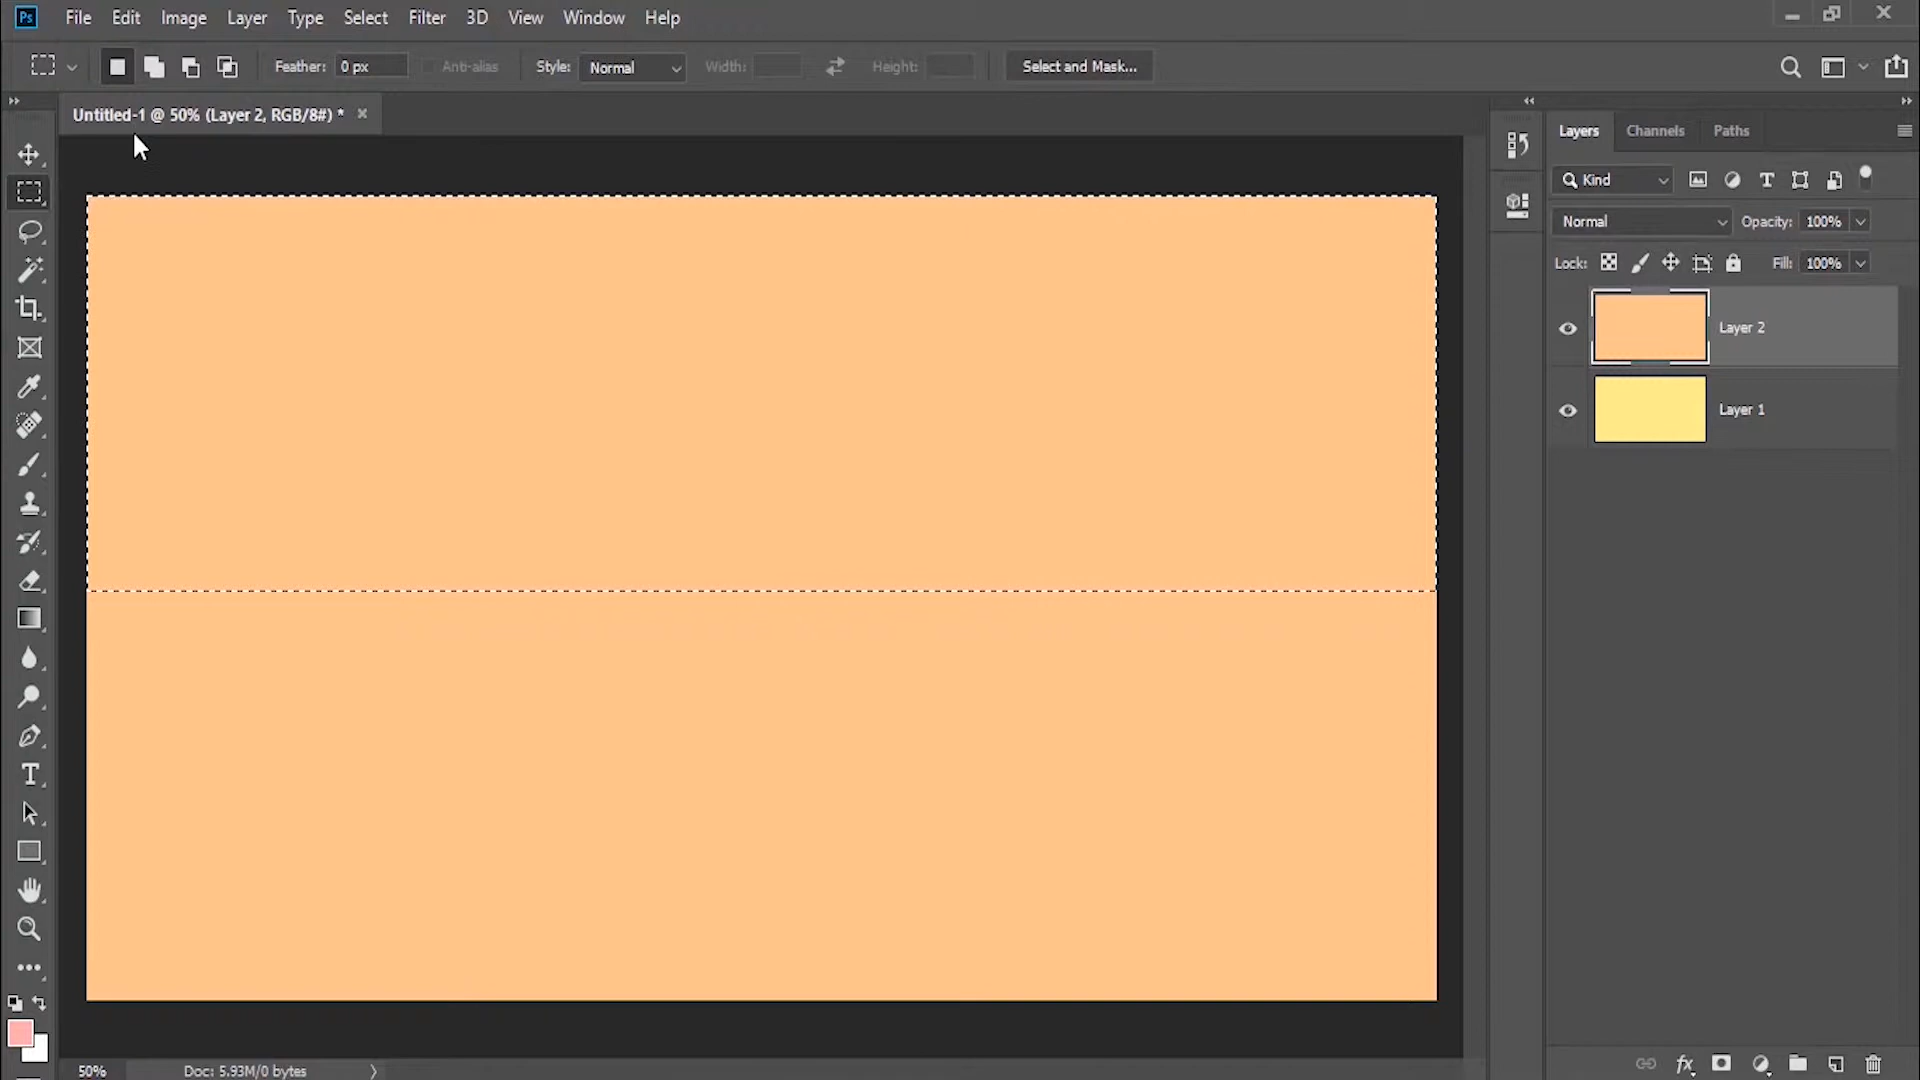 Ps File Edit Image Layer Type Select Filter 3D View Window Help
Feather: 0 px Anti-alias Style: Normal Width: Height: Select and Mask...
Untitled-1 @ 50% (Layer 2, RGB/8#) * ×
Layers Channels Paths
Kind
Normal Opacity: 100%
Lock: Fill: 100%
Layer 2
Layer 1
50% Doc: 5.93M/0 bytes